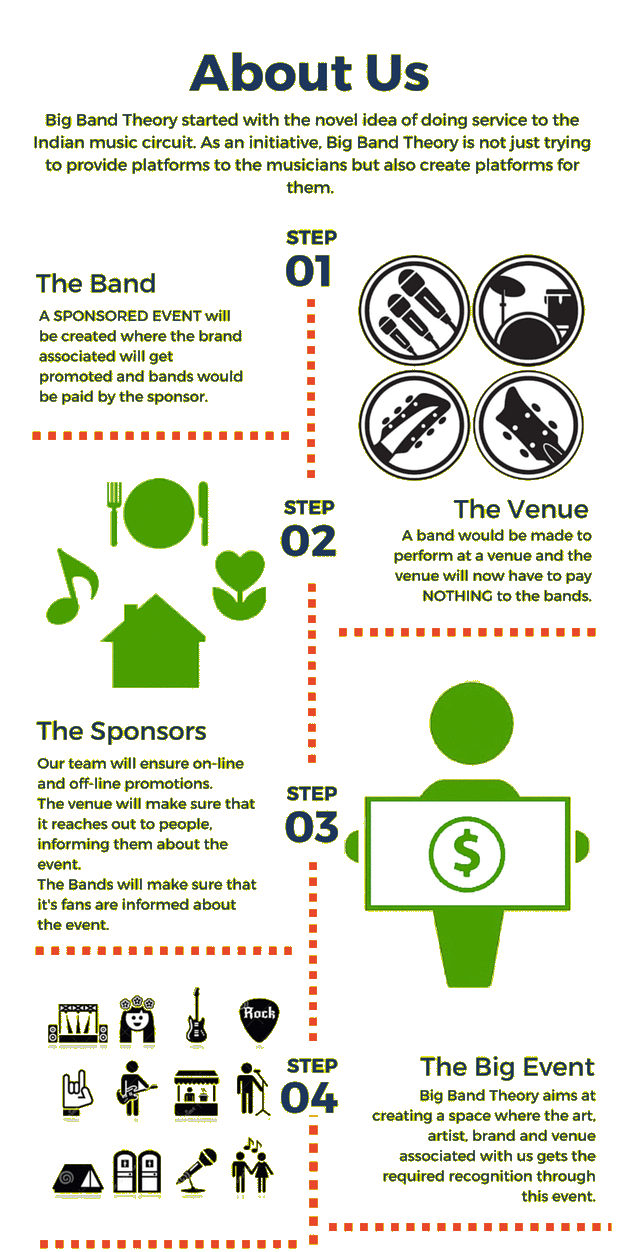 About Us
Big Band Theory started with the novel idea of doing service to the
Indian music circuit. As an initiative, Big Band Theory is not just trying
to provide platforms to the musicians but also create platforms for
them.
STEP
01
The Band
A SPONSORED EVENT will
be created where the brand
associated will get
promoted and bands would
be paid by the sponsor.
STEP
02
The Venue
A band would be made to
perform at a venue and the
venue will now have to pay
NOTHING to the bands.
The Sponsors
Our team will ensure on-line
and off-line promotions.
The venue will make sure that
it reaches out to people,
informing them about the
event.
The Bands will make sure that
it's fans are informed about
the event.
STEP
03
$
Rock
STEP
04
The Big Event
Big Band Theory aims at
creating a space where the art,
artist, brand and venue
associated with us gets the
required recognition through
this event.